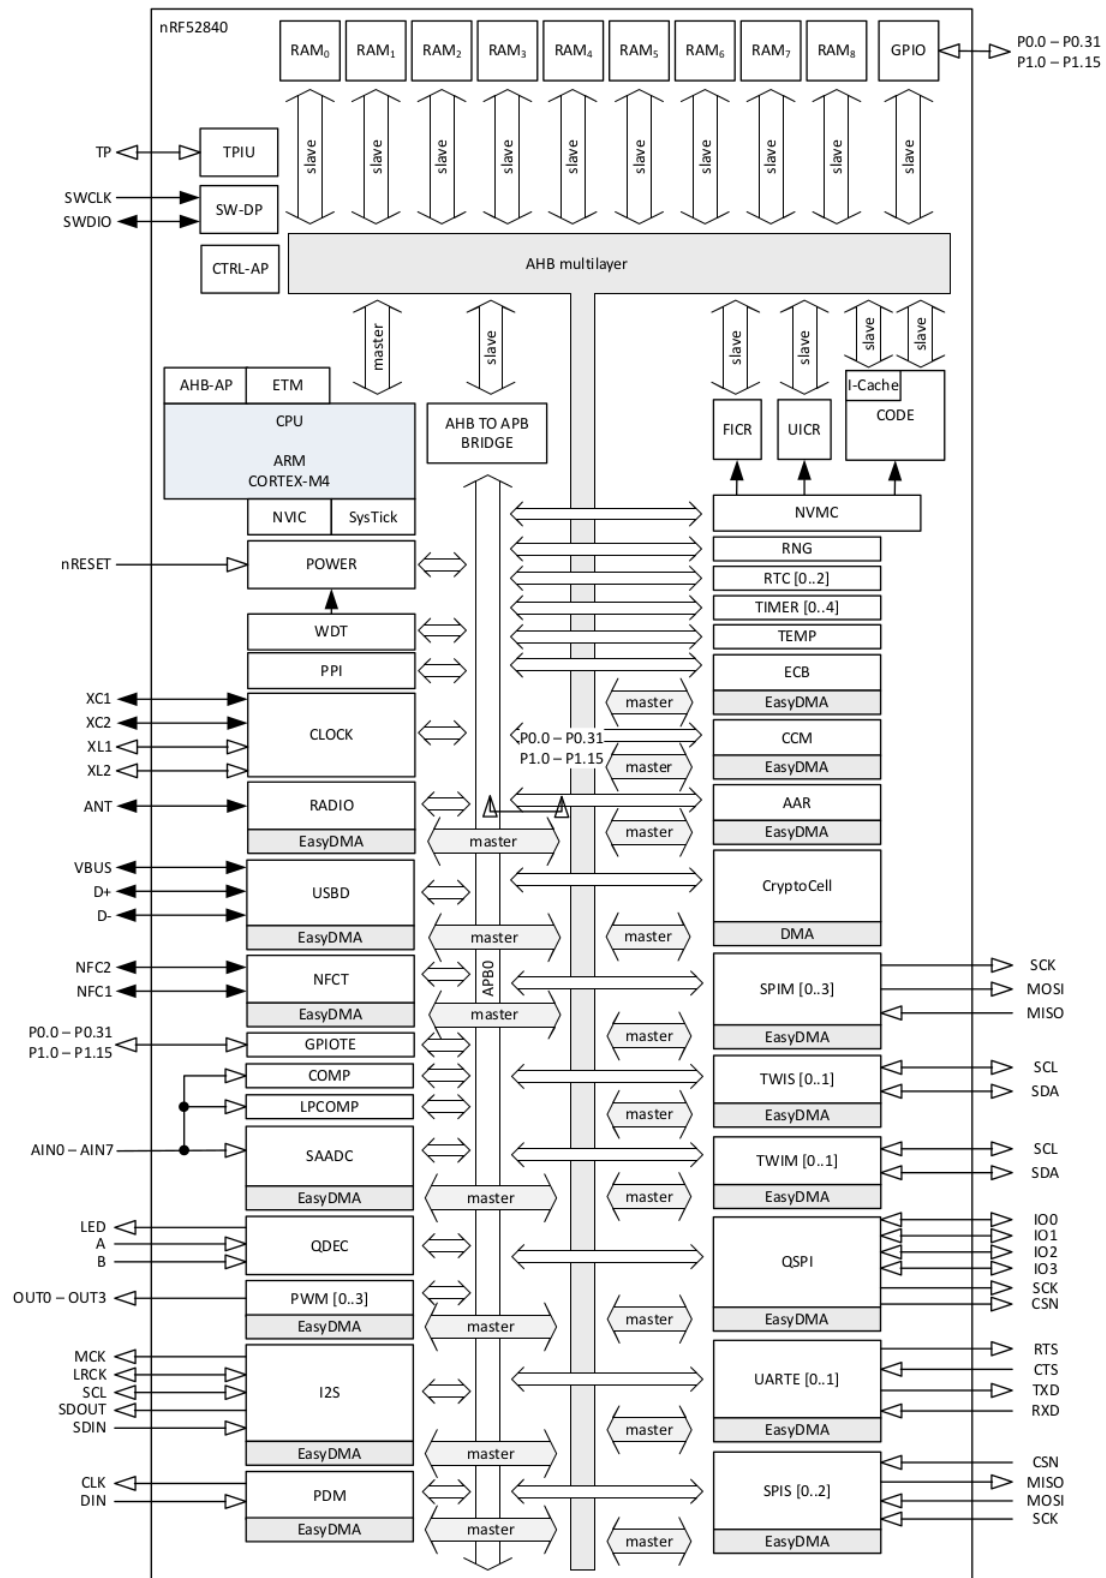 nRF52840
RAM0 RAM1 RAM2 RAM3 RAM4 RAM5 RAM6 RAM7 RAM8 GPIO
P0.0 – P0.31
P1.0 – P1.15
slave slave slave slave slave slave slave slave slave slave
TP TPIU
SWCLK
SWDIO
SW-DP
CTRL-AP
AHB multilayer
master slave slave slave slave slave
AHB-AP ETM
CPU
ARM
CORTEX-M4
NVIC SysTick
AHB TO APB
BRIDGE
FICR UICR
I-Cache
CODE
NVMC
nRESET POWER
RNG
RTC [0..2]
TIMER [0..4]
WDT
TEMP
PPI
ECB
master EasyDMA
XC1
XC2
XL1
XL2
CLOCK
P0.0 – P0.31
P1.0 – P1.15
CCM
master EasyDMA
ANT RADIO
EasyDMA master
AAR
master EasyDMA
VBUS
D+
D-
USBD
EasyDMA master
CryptoCell
master DMA
NFC2
NFC1
NFCT
EasyDMA master
APB0
SPIM [0..3]
master EasyDMA
SCK
MOSI
MISO
P0.0 – P0.31
P1.0 – P1.15
GPIOTE
COMP
LPCOMP
TWIS [0..1]
master EasyDMA
SCL
SDA
AIN0 – AIN7 SAADC
EasyDMA master
TWIM [0..1]
master EasyDMA
SCL
SDA
LED
A
B
QDEC
QSPI
master EasyDMA
IO0
IO1
IO2
IO3
SCK
CSN
OUT0 – OUT3 PWM [0..3]
EasyDMA master
MCK
LRCK
SCL
SDOUT
SDIN
I2S
EasyDMA master
UARTE [0..1]
master EasyDMA
RTS
CTS
TXD
RXD
CLK
DIN
PDM
EasyDMA master
SPIS [0..2]
master EasyDMA
CSN
MISO
MOSI
SCK